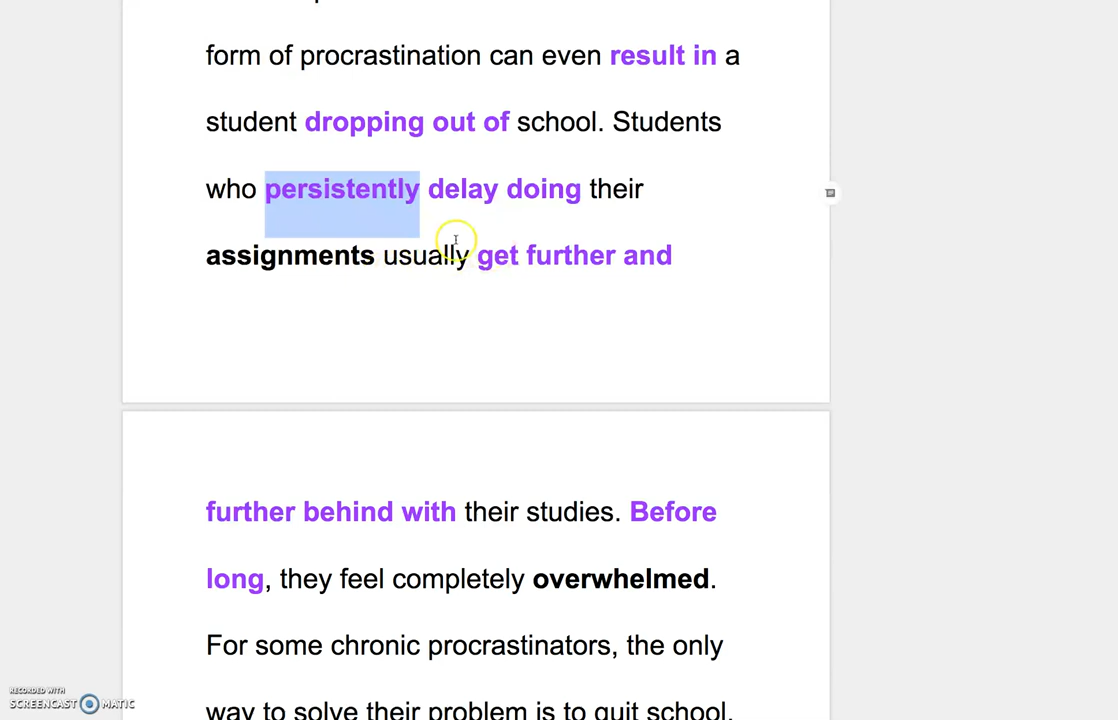 form of procrastination can even result in a
student dropping out of school. Students
who persistently delay doing their
assignments usually get further and
further behind with their studies. Before
long, they feel completely overwhelmed.
For some chronic procrastinators, the only
way to solve their problem is to quit school.
RECORDED WITH
SCREENCAST MATIC